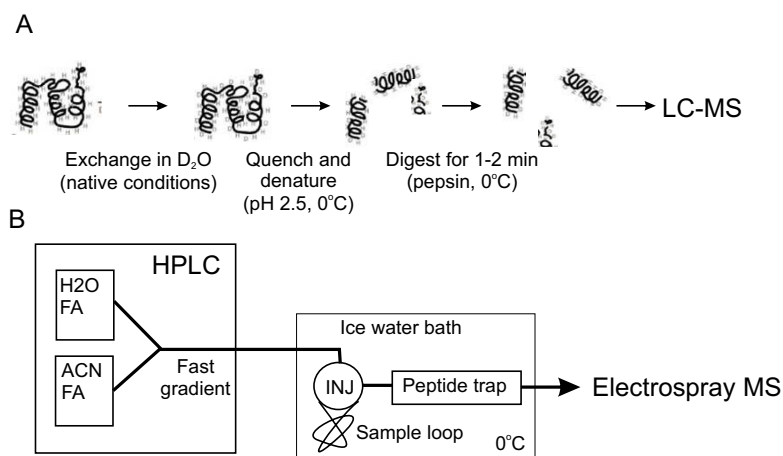 A
LC-MS
Exchange in D₂O
(native conditions)
Quench and
denature
(pH 2.5, 0°C)
Digest for 1-2 min
(pepsin, 0°C)
B
HPLC
H2O
FA
ACN
FA
Fast
gradient
Ice water bath
INJ
Peptide trap
Sample loop
0°C
Electrospray MS